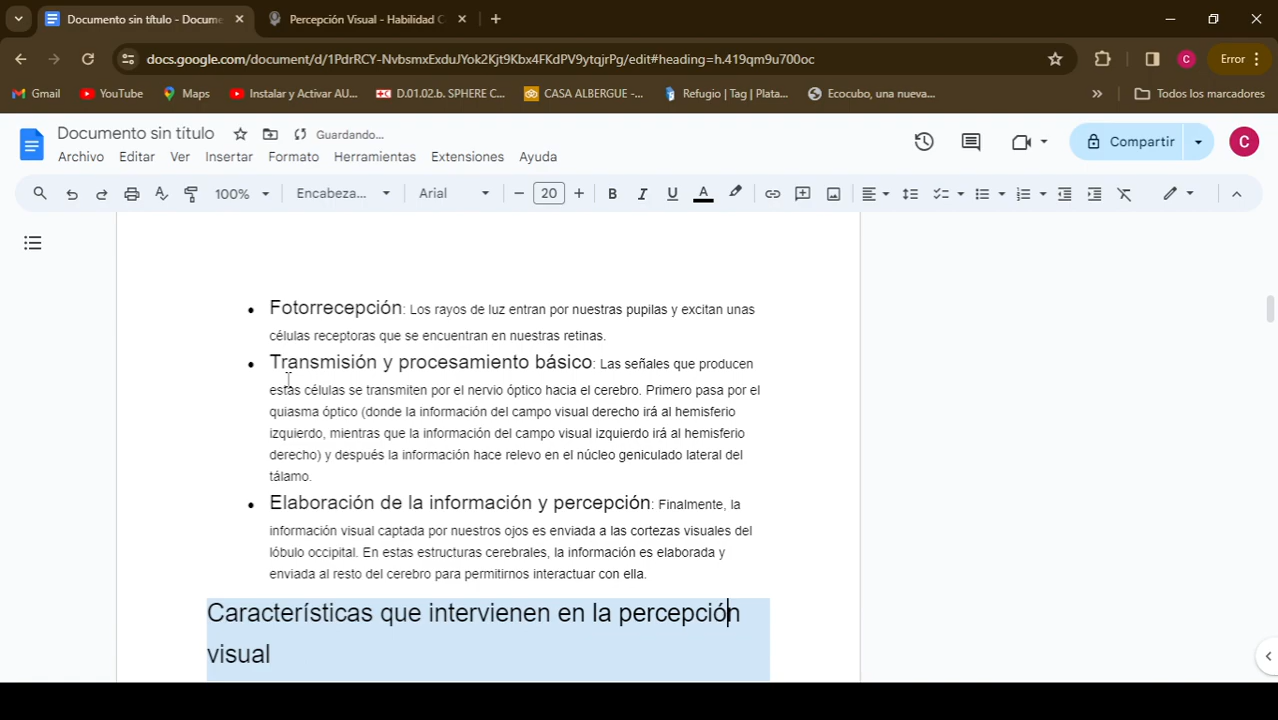 Documento sin título - Docume
Percepción Visual - Habilidad C
docs.google.com/document/d/1PdrRCY-NvbsmxExduJYok2Kjt9Kbx4FKdPV9ytqjrPg/edit#heading=h.419qm9u700oc
Error
Gmail
YouTube
Maps
Instalar y Activar AU...
D.01.02.b. SPHERE C...
CASA ALBERGUE -...
Refugio | Tag | Plata...
Ecocubo, una nueva...
Todos los marcadores
Documento sin título
Guardando...
Archivo Editar Ver Insertar Formato Herramientas Extensiones Ayuda
Compartir
C
100% Encabeza... Arial 20
Fotorrecepción: Los rayos de luz entran por nuestras pupilas y excitan unas
células receptoras que se encuentran en nuestras retinas.
Transmisión y procesamiento básico: Las señales que producen
estas células se transmiten por el nervio óptico hacia el cerebro. Primero pasa por el
quiasma óptico (donde la información del campo visual derecho irá al hemisferio
izquierdo, mientras que la información del campo visual izquierdo irá al hemisferio
derecho) y después la información hace relevo en el núcleo geniculado lateral del
tálamo.
Elaboración de la información y percepción: Finalmente, la
información visual captada por nuestros ojos es enviada a las cortezas visuales del
lóbulo occipital. En estas estructuras cerebrales, la información es elaborada y
enviada al resto del cerebro para permitirnos interactuar con ella.
Características que intervienen en la percepción
visual